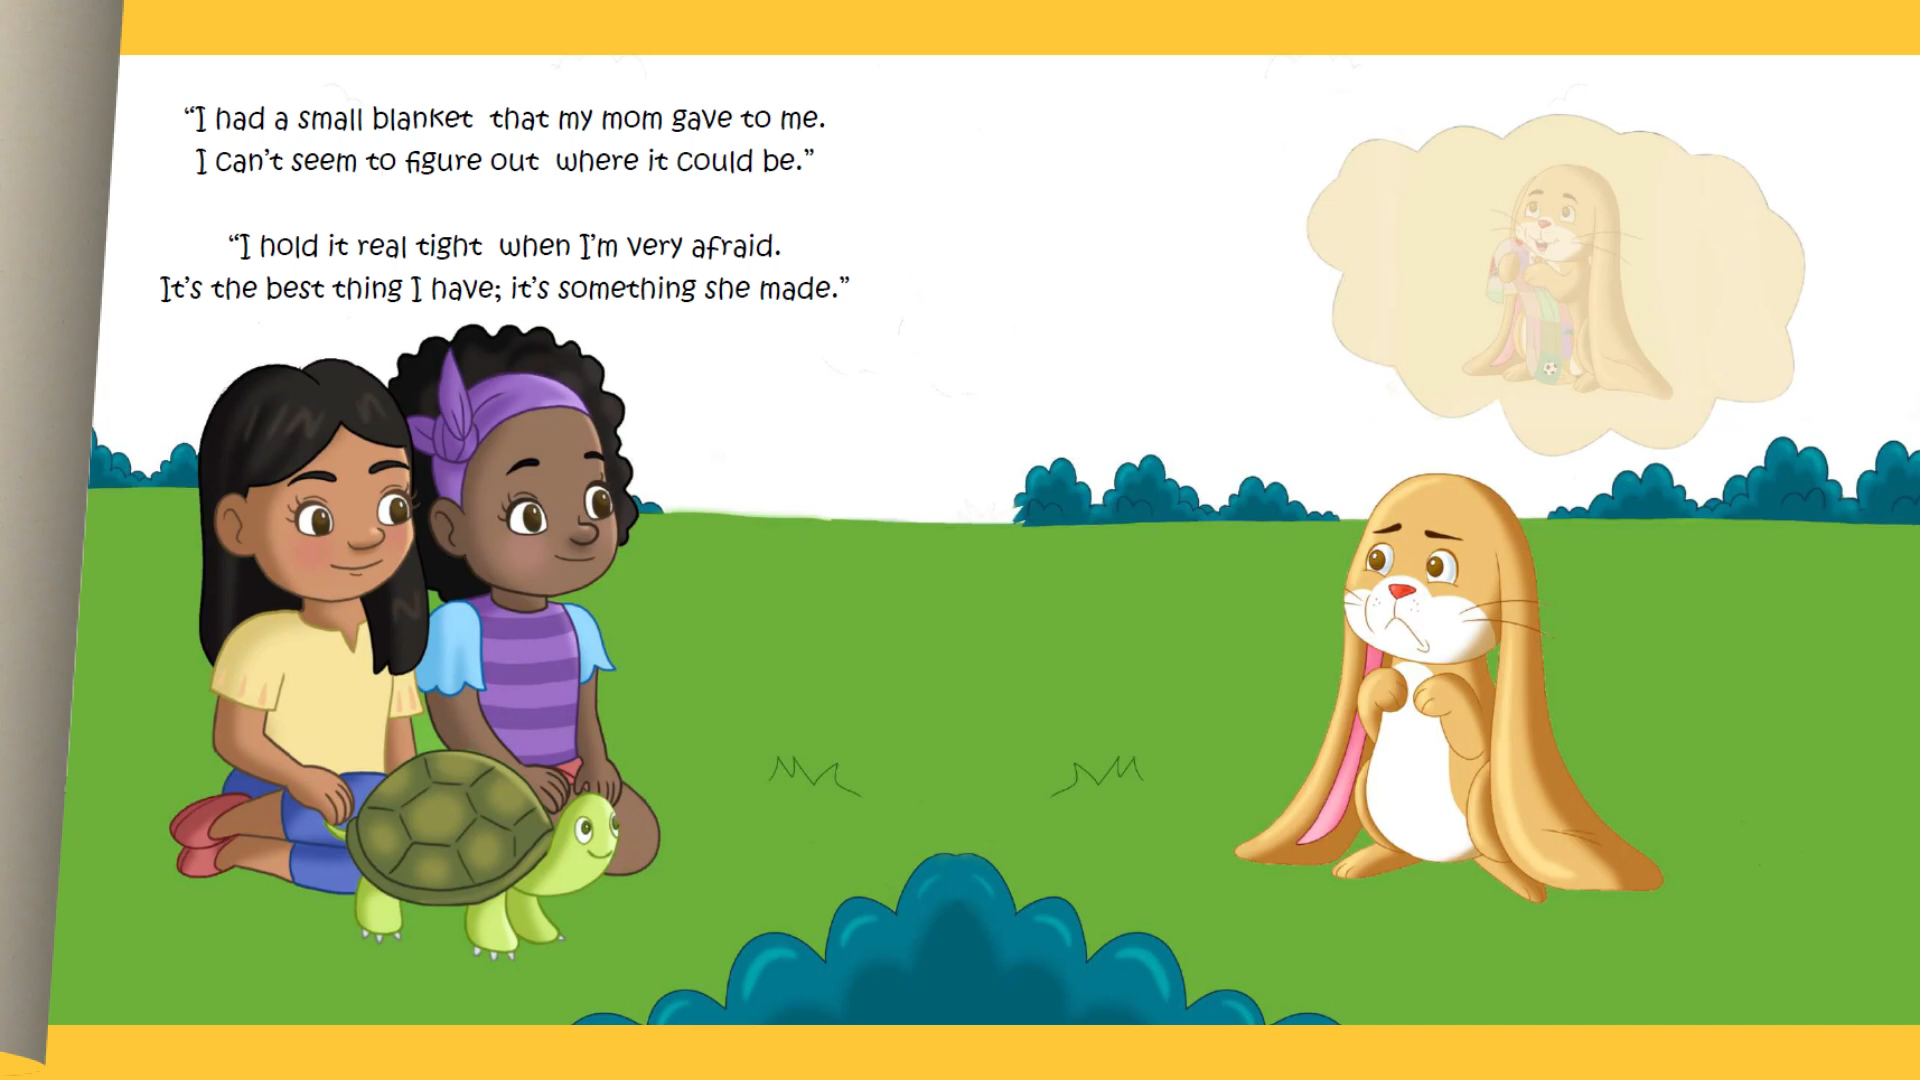 “I had a small blanket that my mom gave to me.
I can’t seem to figure out where it could be.”
“I hold it real tight when I’m very afraid.
It’s the best thing I have; it’s something she made.”